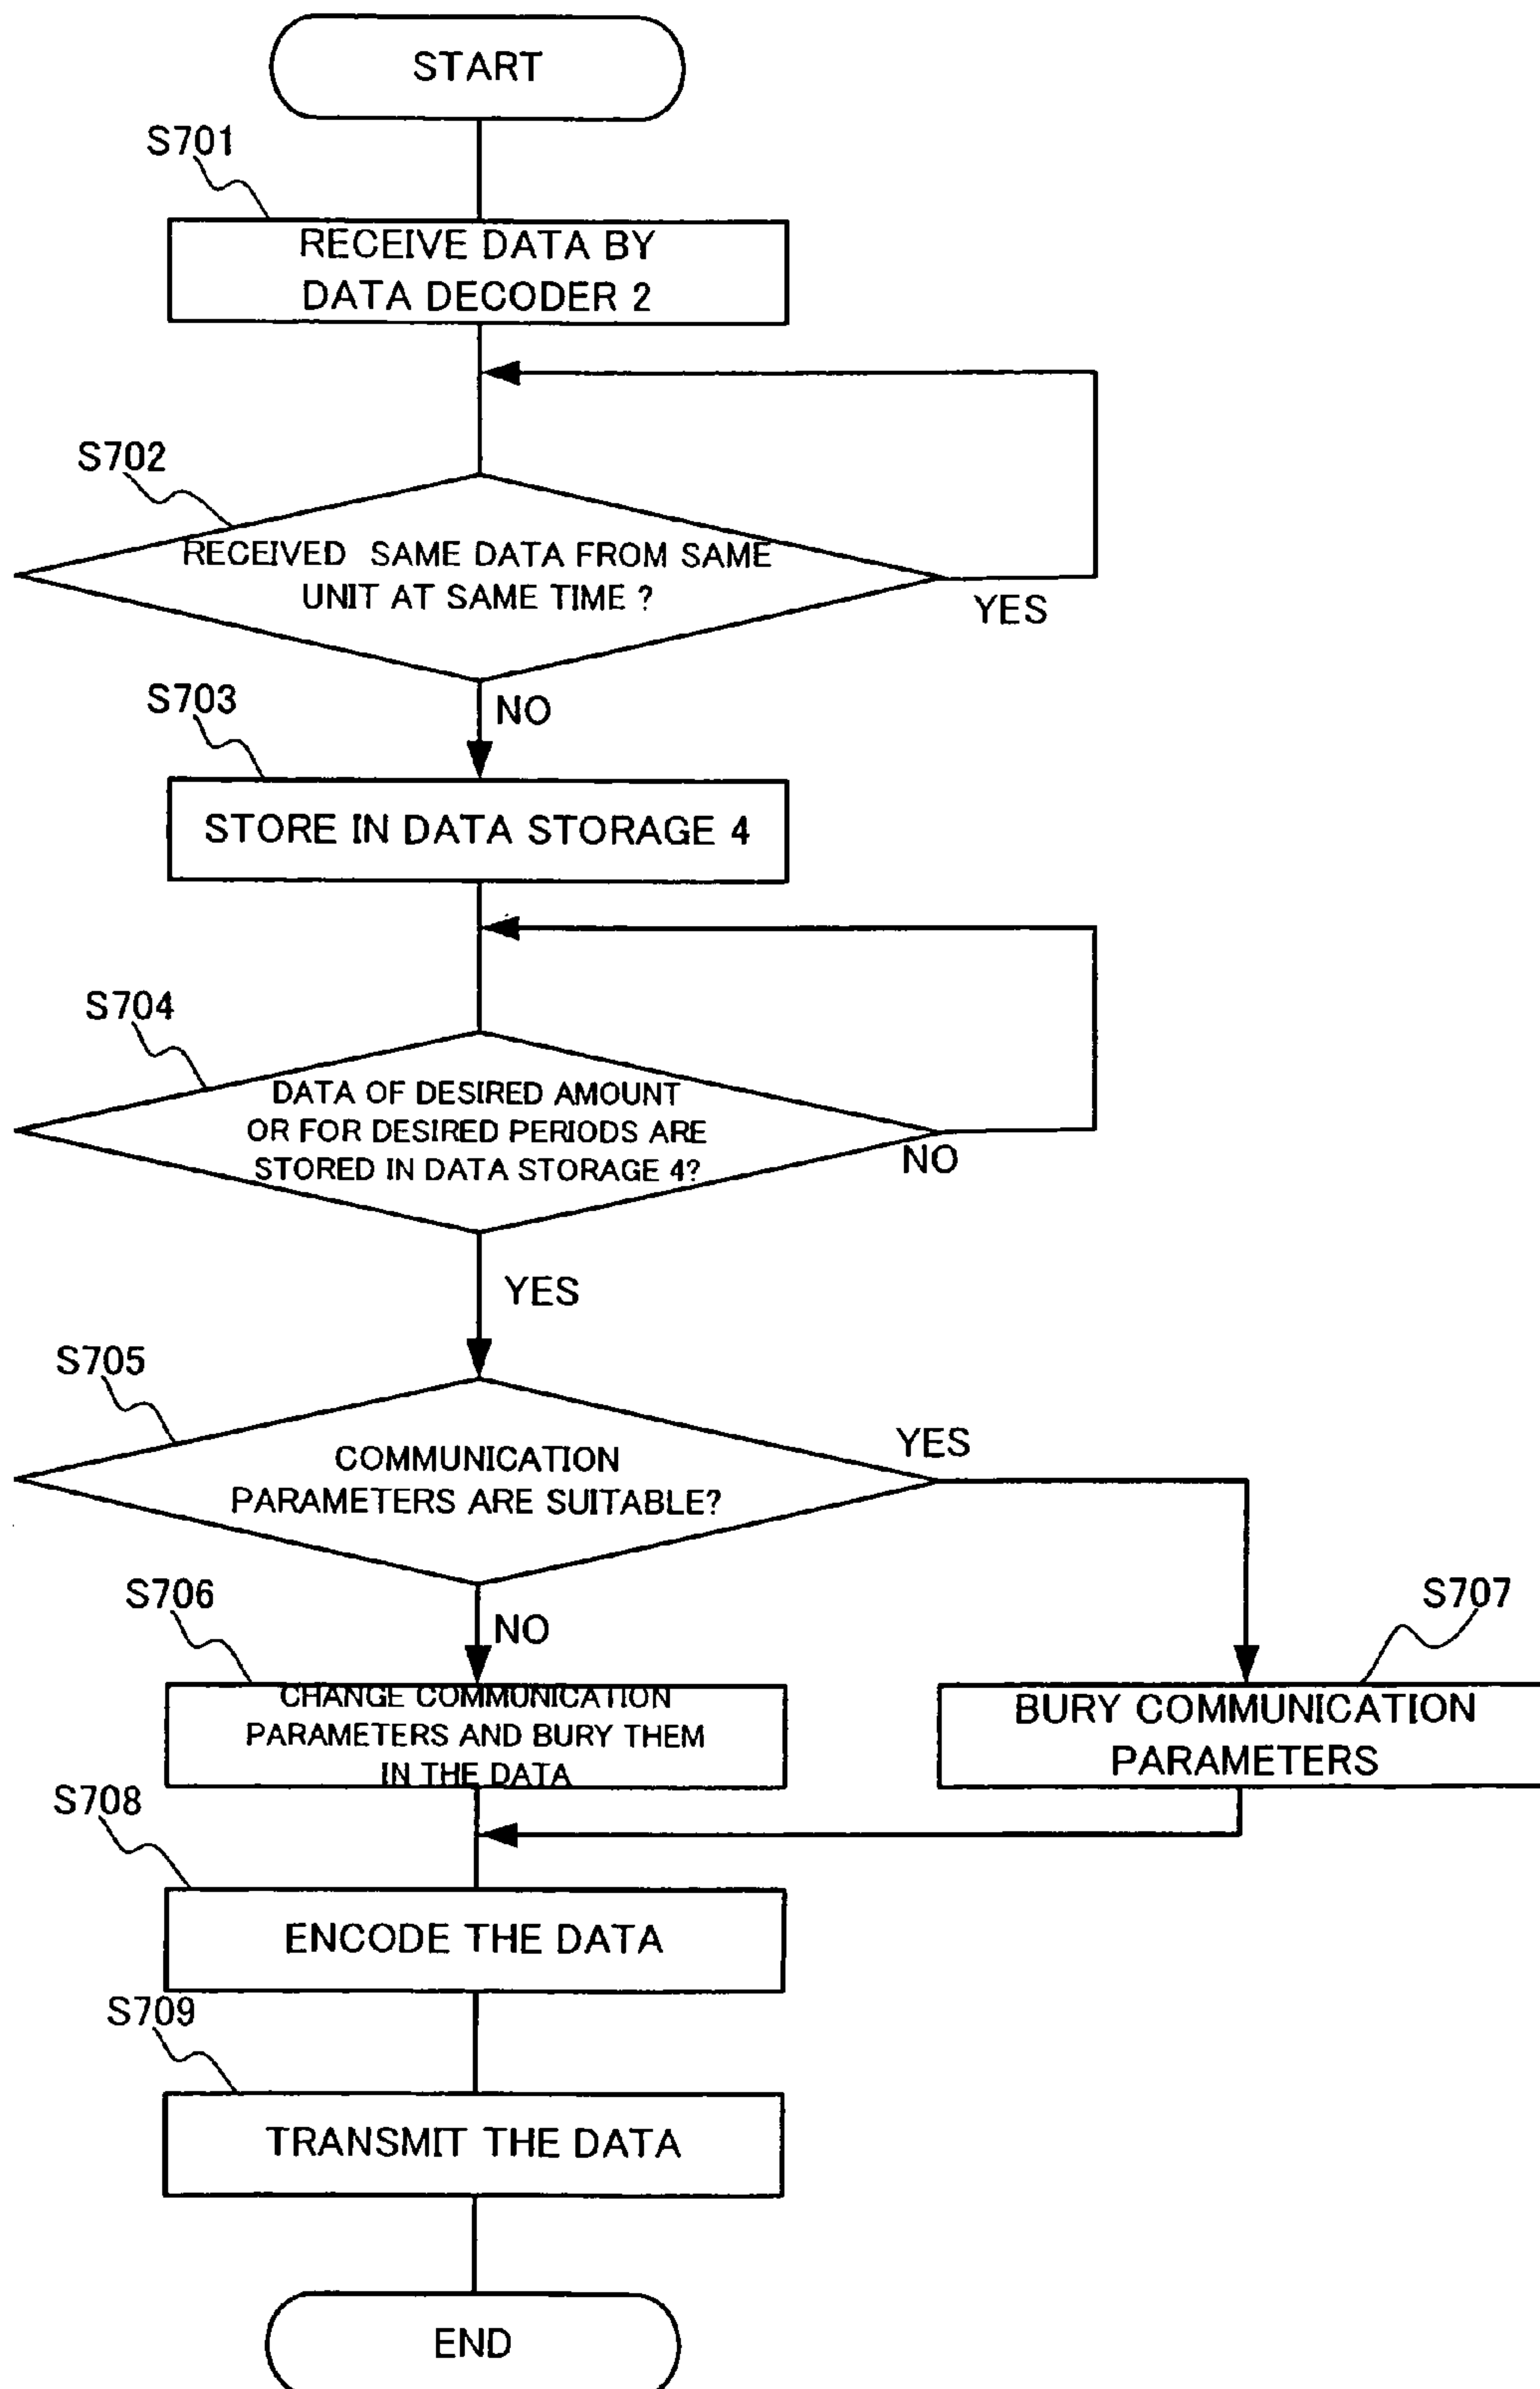 START
S701
RECEIVE DATA BY
DATA DECODER 2
S702
RECEIVED SAME DATA FROM SAME
UNIT AT SAME TIME ?
YES
NO
S703
STORE IN DATA STORAGE 4
S704
DATA OF DESIRED AMOUNT
OR FOR DESIRED PERIODS ARE
STORED IN DATA STORAGE 4?
NO
YES
S705
COMMUNICATION
PARAMETERS ARE SUITABLE?
YES
NO
S706
CHANGE COMMUNICATION
PARAMETERS AND BURY THEM
IN THE DATA
S707
BURY COMMUNICATION
PARAMETERS
S708
ENCODE THE DATA
S709
TRANSMIT THE DATA
END